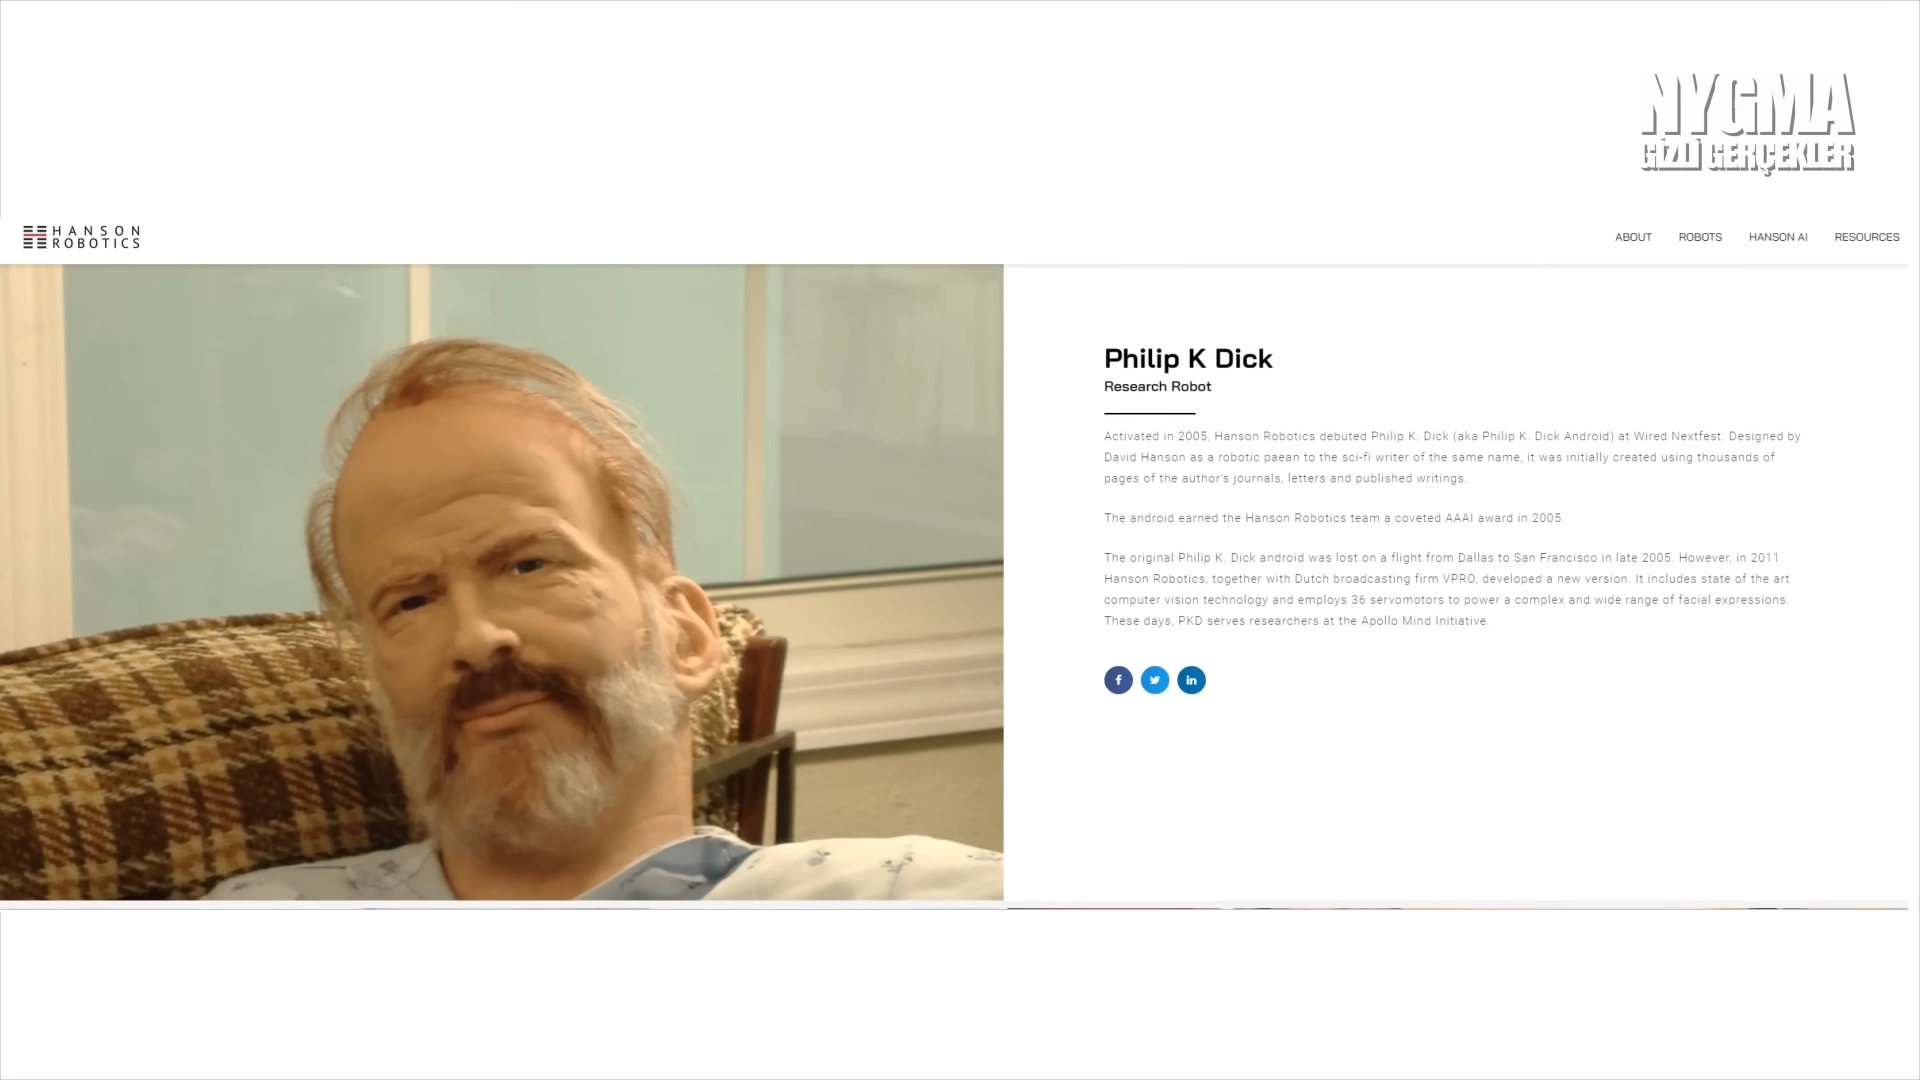 NYGMA
GİZLİ GERÇEKLER
HANSON
ROBOTICS
ABOUT ROBOTS HANSON AI RESOURCES
Philip K Dick
Research Robot
Activated in 2005, Hanson Robotics debuted Philip K. Dick (aka Philip K. Dick Android) at Wired Nextfest. Designed by
David Hanson as a robotic paean to the sci-fi writer of the same name, it was initially created using thousands of
pages of the author's journals, letters and published writings.
The android earned the Hanson Robotics team a coveted AAAI award in 2005.
The original Philip K. Dick android was lost on a flight from Dallas to San Francisco in late 2005. However, in 2011
Hanson Robotics, together with Dutch broadcasting firm VPRO, developed a new version. It includes state of the art
computer vision technology and employs 36 servomotors to power a complex and wide range of facial expressions.
These days, PKD serves researchers at the Apollo Mind Initiative.
f in